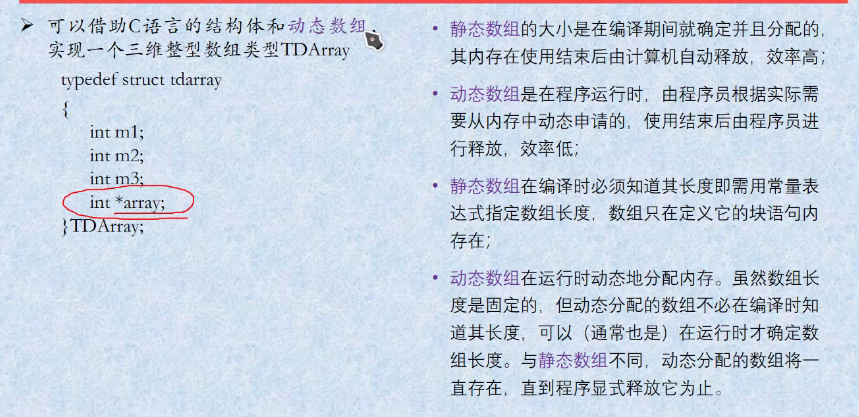 ➢ 可以借助C语言的结构体和动态数组,
实现一个三维整型数组类型TDArray
typedef struct tdarray
{
int m1;
int m2;
int m3;
int *array;
}TDArray;
• 静态数组的大小是在编译期间就确定并且分配的,
其内存在使用结束后由计算机自动释放，效率高；
• 动态数组是在程序运行时，由程序员根据实际需
要从内存中动态申请的，使用结束后由程序员进
行释放，效率低；
• 静态数组在编译时必须知道其长度即需用常量表
达式指定数组长度，数组只在定义它的块语句内
存在；
• 动态数组在运行时动态地分配内存。虽然数组长
度是固定的，但动态分配的数组不必在编译时知
道其长度，可以（通常也是）在运行时才确定数
组长度。与静态数组不同，动态分配的数组将一
直存在，直到程序显式释放它为止。